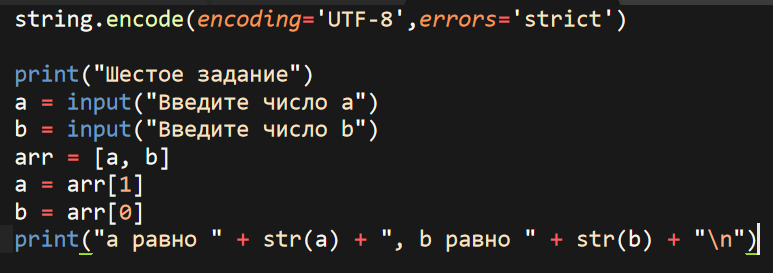 string.encode(encoding='UTF-8',errors='strict')
print("Шестое задание")
a = input("Введите число a")
b = input("Введите число b")
arr = [a, b]
a = arr[1]
b = arr[0]
print("a равно " + str(a) + ", b равно " + str(b) + "\n")